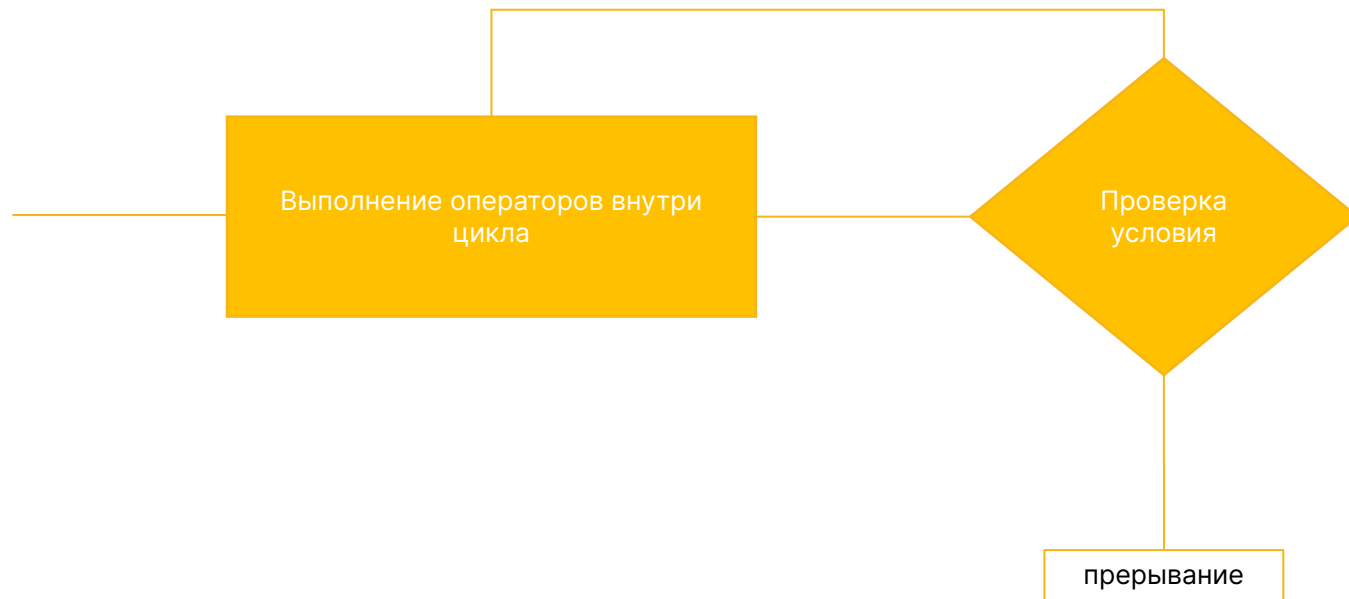 Выполнение операторов внутри
цикла
Проверка
условия
прерывание